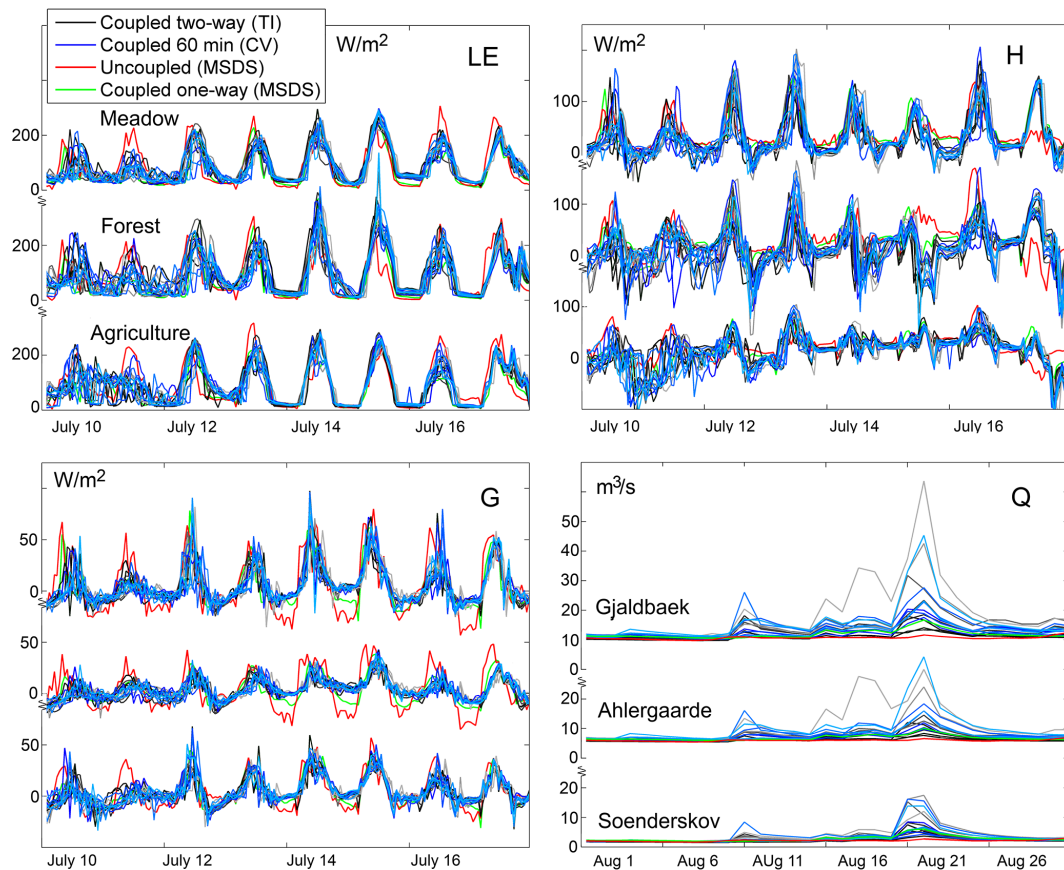 Coupled two-way (TI)
Coupled 60 min (CV)
Uncoupled (MSDS)
Coupled one-way (MSDS)
W/m²
LE
Meadow
200
0
Forest
200
0
Agriculture
200
0
July 10 July 12 July 14 July 16
W/m²
H
100
0
100
0
100
0
July 10 July 12 July 14 July 16
W/m²
G
50
0
50
0
50
0
July 10 July 12 July 14 July 16
m³/s
Q
50
40
30
20
10
0
Gjaldbaek
20
10
0
Ahlergaarde
20
10
0
Soenderskov
Aug 1 Aug 6 AUg 11 Aug 16 Aug 21 Aug 26